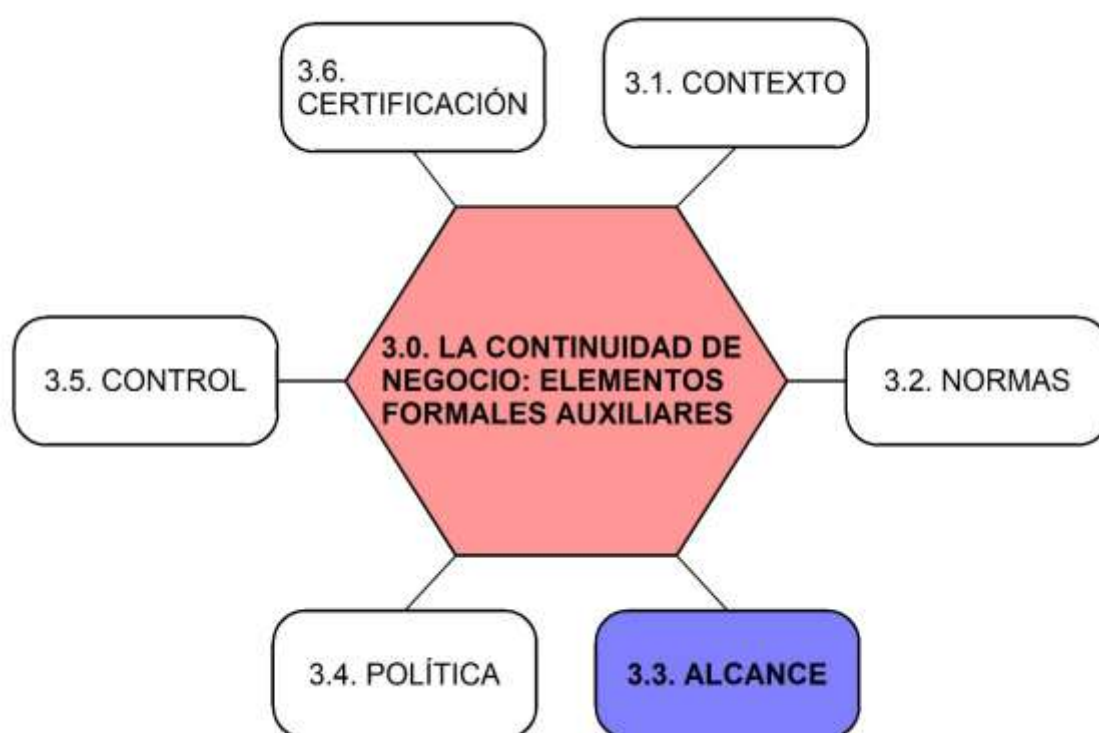 3.6.
CERTIFICACIÓN
3.1. CONTEXTO
3.5. CONTROL
3.0. LA CONTINUIDAD DE
NEGOCIO: ELEMENTOS
FORMALES AUXILIARES
3.2. NORMAS
3.4. POLÍTICA
3.3. ALCANCE